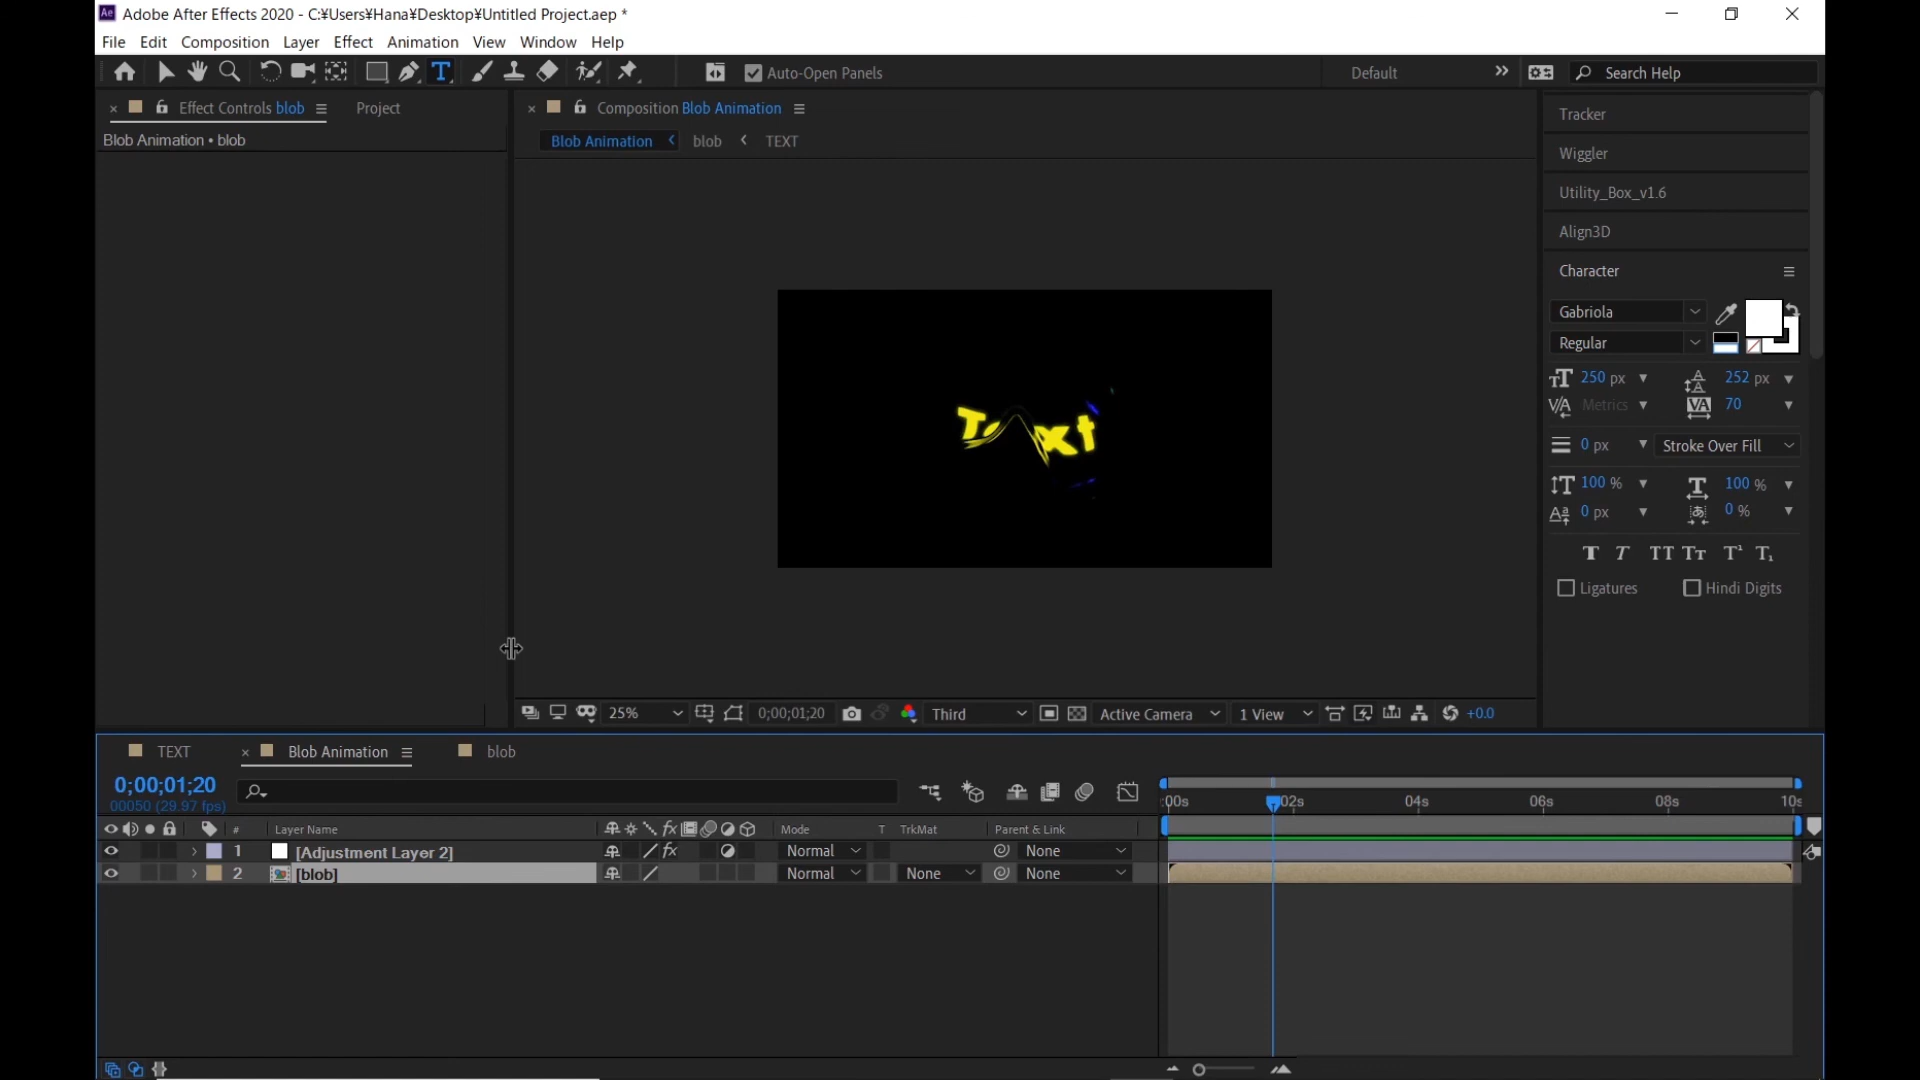 Adobe After Effects 2020 - C:¥Users¥Hana¥Desktop¥Untitled Project.aep *
File Edit Composition Layer Effect Animation View Window Help
Auto-Open Panels
Default
Search Help
Effect Controls blob
Project
Blob Animation • blob
Composition Blob Animation
Blob Animation blob TEXT
Tracker
Wiggler
Utility_Box_v1.6
Align3D
Character
Gabriola
Regular
250 px
252 px
Metrics
70
0 px
Stroke Over Fill
100 %
100 %
0 px
0 %
Ligatures
Hindi Digits
25%
0;00;01;20
Third
Active Camera
1 View
+0.0
TEXT
Blob Animation
blob
0;00;01;20
00050 (29.97 fps)
:00s 02s 04s 06s 08s
# Layer Name Mode T TrkMat Parent & Link
1 [Adjustment Layer 2] Normal None
2 [blob] Normal None None